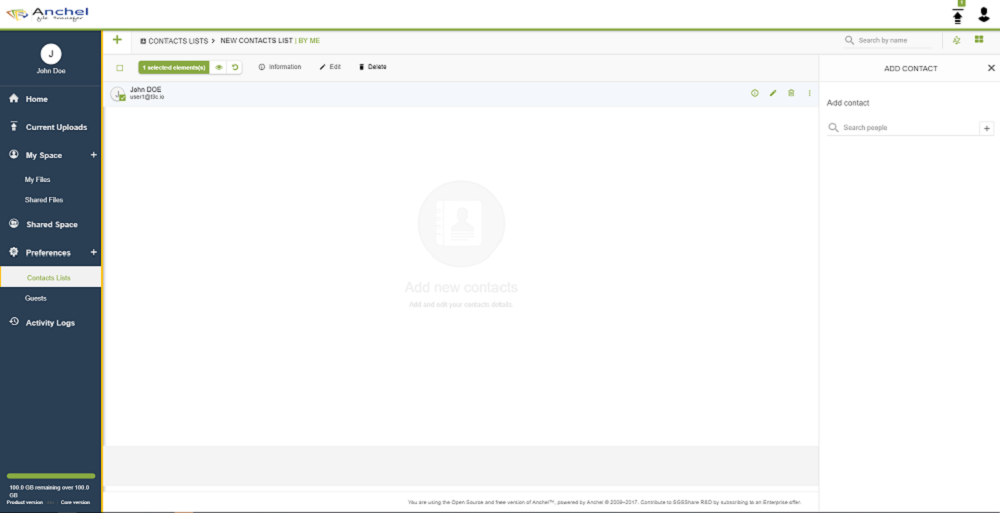 Anchel
file transfer
1
J
John Doe
Home
Current Uploads
My Space +
My Files
Shared Files
Shared Space
Preferences +
Contacts Lists
Guests
Activity Logs
100.0 GB remaining over 100.0
GB
Product version Core version
+ CONTACTS LISTS > NEW CONTACTS LIST | BY ME
Search by name
1 selected elements(s) Information Edit Delete
J
John DOE
user1@tlic.io
Add new contacts
Add and edit your contacts details
ADD CONTACT
Add contact
Search people +
You are using the Open Source and free version of Anchel™, powered by Anchel © 2009–2017. Contribute to SGSShare R&D by subscribing to an Enterprise offer.